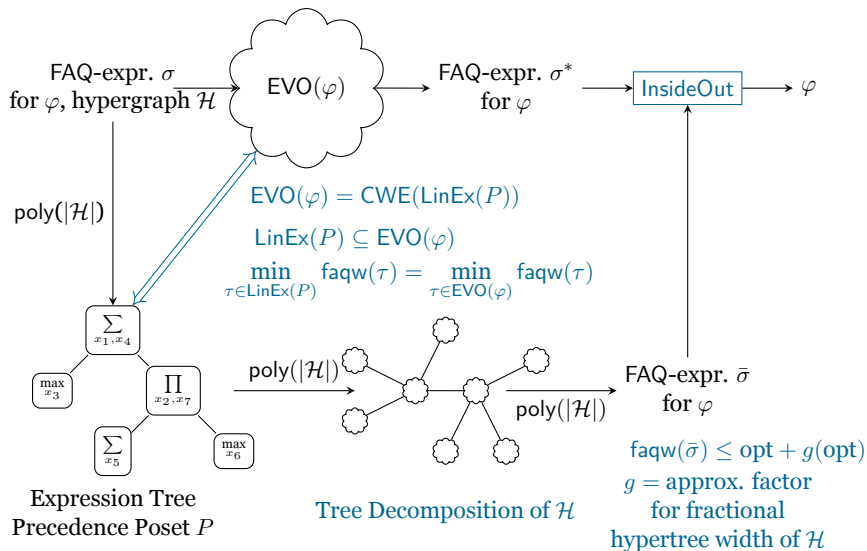 FAQ-expr. σ
for φ, hypergraph ℋ
EVO(φ)
FAQ-expr. σ*
for φ
InsideOut
φ
poly(|ℋ|)
EVO(φ) = CWE(LinEx(P))
LinEx(P) ⊆ EVO(φ)
min faqw(τ) = min faqw(τ)
τ∈LinEx(P) τ∈EVO(φ)
∑
x₁,x₄
max
x₃
∏
x₂,x₇
∑
x₅
max
x₆
Expression Tree
Precedence Poset P
poly(|ℋ|)
Tree Decomposition of ℋ
poly(|ℋ|)
FAQ-expr. σ̄
for φ
faqw(σ̄) ≤ opt + g(opt)
g = approx. factor
for fractional
hypertree width of ℋ